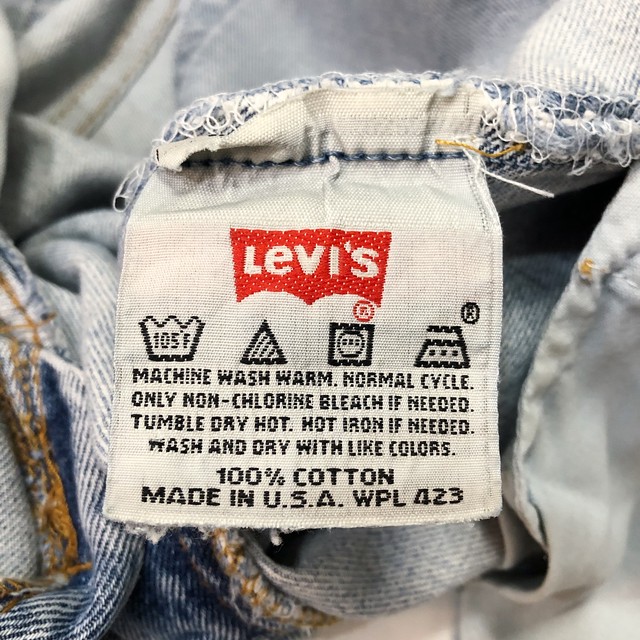 Levi's
®
®
105F
MACHINE WASH WARM. NORMAL CYCLE.
ONLY NON-CHLORINE BLEACH IF NEEDED.
TUMBLE DRY HOT. HOT IRON IF NEEDED.
WASH AND DRY WITH LIKE COLORS.
100% COTTON
MADE IN U.S.A. WPL 423